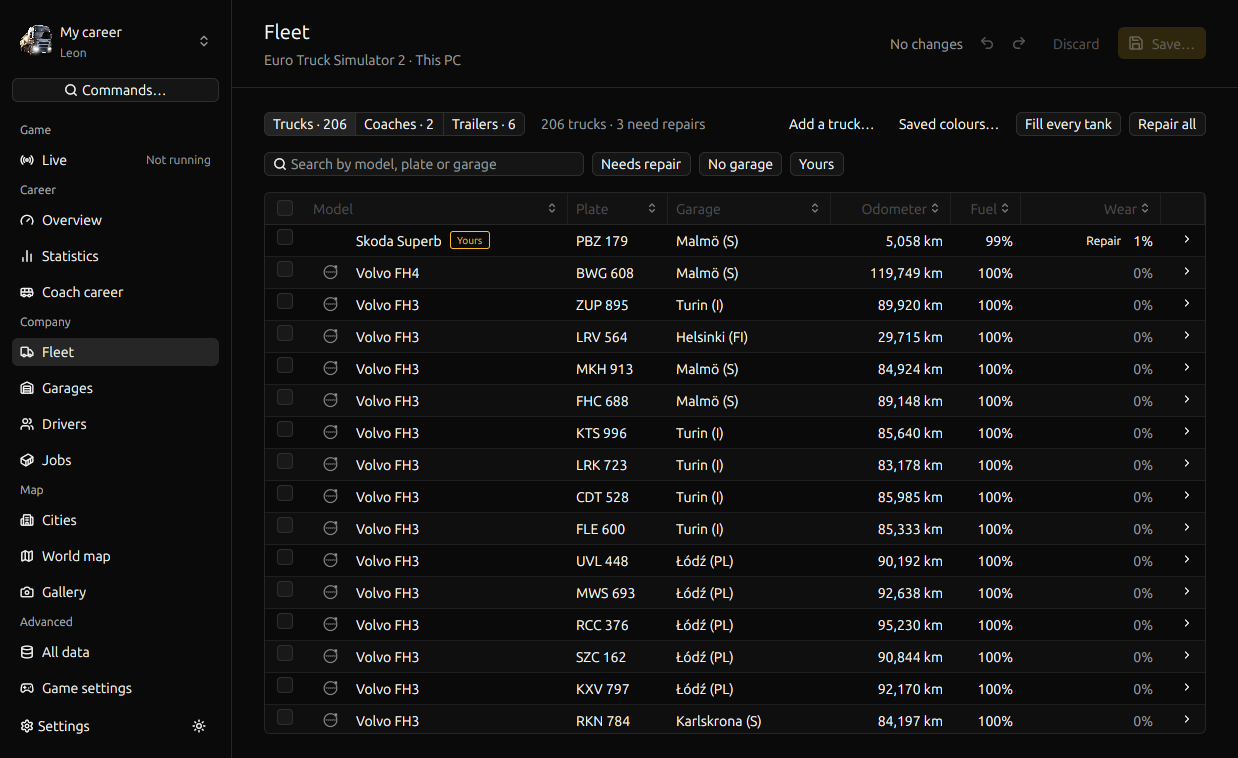 My career
Leon
Commands...
Game
Live Not running
Career
Overview
Statistics
Coach career
Company
Fleet
Garages
Drivers
Jobs
Map
Cities
World map
Gallery
Advanced
All data
Game settings
Settings
Fleet
Euro Truck Simulator 2 · This PC
No changes Discard Save...
Trucks · 206 Coaches · 2 Trailers · 6 206 trucks · 3 need repairs Add a truck... Saved colours... Fill every tank Repair all
Search by model, plate or garage Needs repair No garage Yours
Model Plate Garage Odometer Fuel Wear
Skoda Superb Yours PBZ 179 Malmö (S) 5,058 km 99% Repair 1%
Volvo FH4 BWG 608 Malmö (S) 119,749 km 100% 0%
Volvo FH3 ZUP 895 Turin (I) 89,920 km 100% 0%
Volvo FH3 LRV 564 Helsinki (FI) 29,715 km 100% 0%
Volvo FH3 MKH 913 Malmö (S) 84,924 km 100% 0%
Volvo FH3 FHC 688 Malmö (S) 89,148 km 100% 0%
Volvo FH3 KTS 996 Turin (I) 85,640 km 100% 0%
Volvo FH3 LRK 723 Turin (I) 83,178 km 100% 0%
Volvo FH3 CDT 528 Turin (I) 85,985 km 100% 0%
Volvo FH3 FLE 600 Turin (I) 85,333 km 100% 0%
Volvo FH3 UVL 448 Łódź (PL) 90,192 km 100% 0%
Volvo FH3 MWS 693 Łódź (PL) 92,638 km 100% 0%
Volvo FH3 RCC 376 Łódź (PL) 95,230 km 100% 0%
Volvo FH3 SZC 162 Łódź (PL) 90,844 km 100% 0%
Volvo FH3 KXV 797 Łódź (PL) 92,170 km 100% 0%
Volvo FH3 RKN 784 Karlskrona (S) 84,197 km 100% 0%